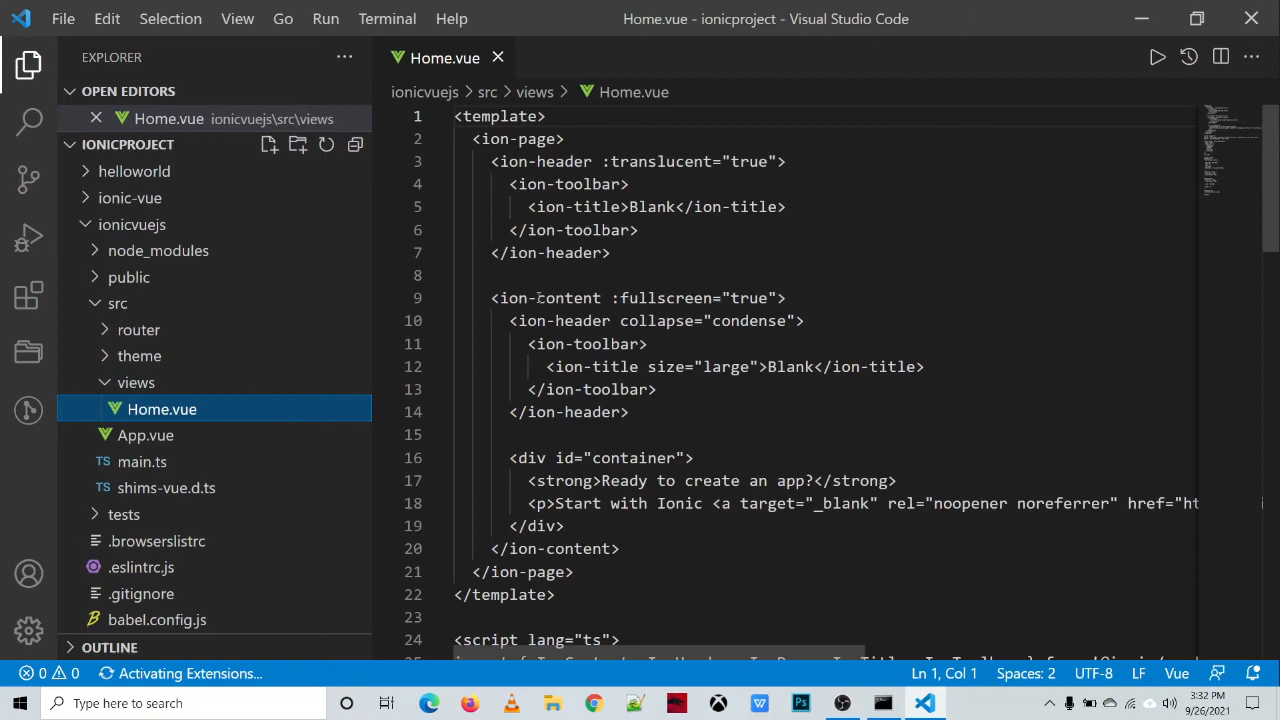 File Edit Selection View Go Run Terminal Help
Home.vue - ionicproject - Visual Studio Code
EXPLORER
OPEN EDITORS
Home.vue ionicvuejs\src\views
IONICPROJECT
helloworld
ionic-vue
ionicvuejs
node_modules
public
src
router
theme
views
Home.vue
App.vue
TS main.ts
TS shims-vue.d.ts
tests
.browserslistrc
.eslintrc.js
.gitignore
babel.config.js
OUTLINE
Home.vue
ionicvuejs > src > views > Home.vue
1 <template>
2 <ion-page>
3 <ion-header :translucent="true">
4 <ion-toolbar>
5 <ion-title>Blank</ion-title>
6 </ion-toolbar>
7 </ion-header>
8
9 <ion-content :fullscreen="true">
10 <ion-header collapse="condense">
11 <ion-toolbar>
12 <ion-title size="large">Blank</ion-title>
13 </ion-toolbar>
14 </ion-header>
15
16 <div id="container">
17 <strong>Ready to create an app?</strong>
18 <p>Start with Ionic <a target="_blank" rel="noopener noreferrer" href="ht
19 </div>
20 </ion-content>
21 </ion-page>
22 </template>
23
24 <script lang="ts">
0 0 Activating Extensions...
Ln 1, Col 1 Spaces: 2 UTF-8 LF Vue
Type here to search
3:32 PM
9/26/2021